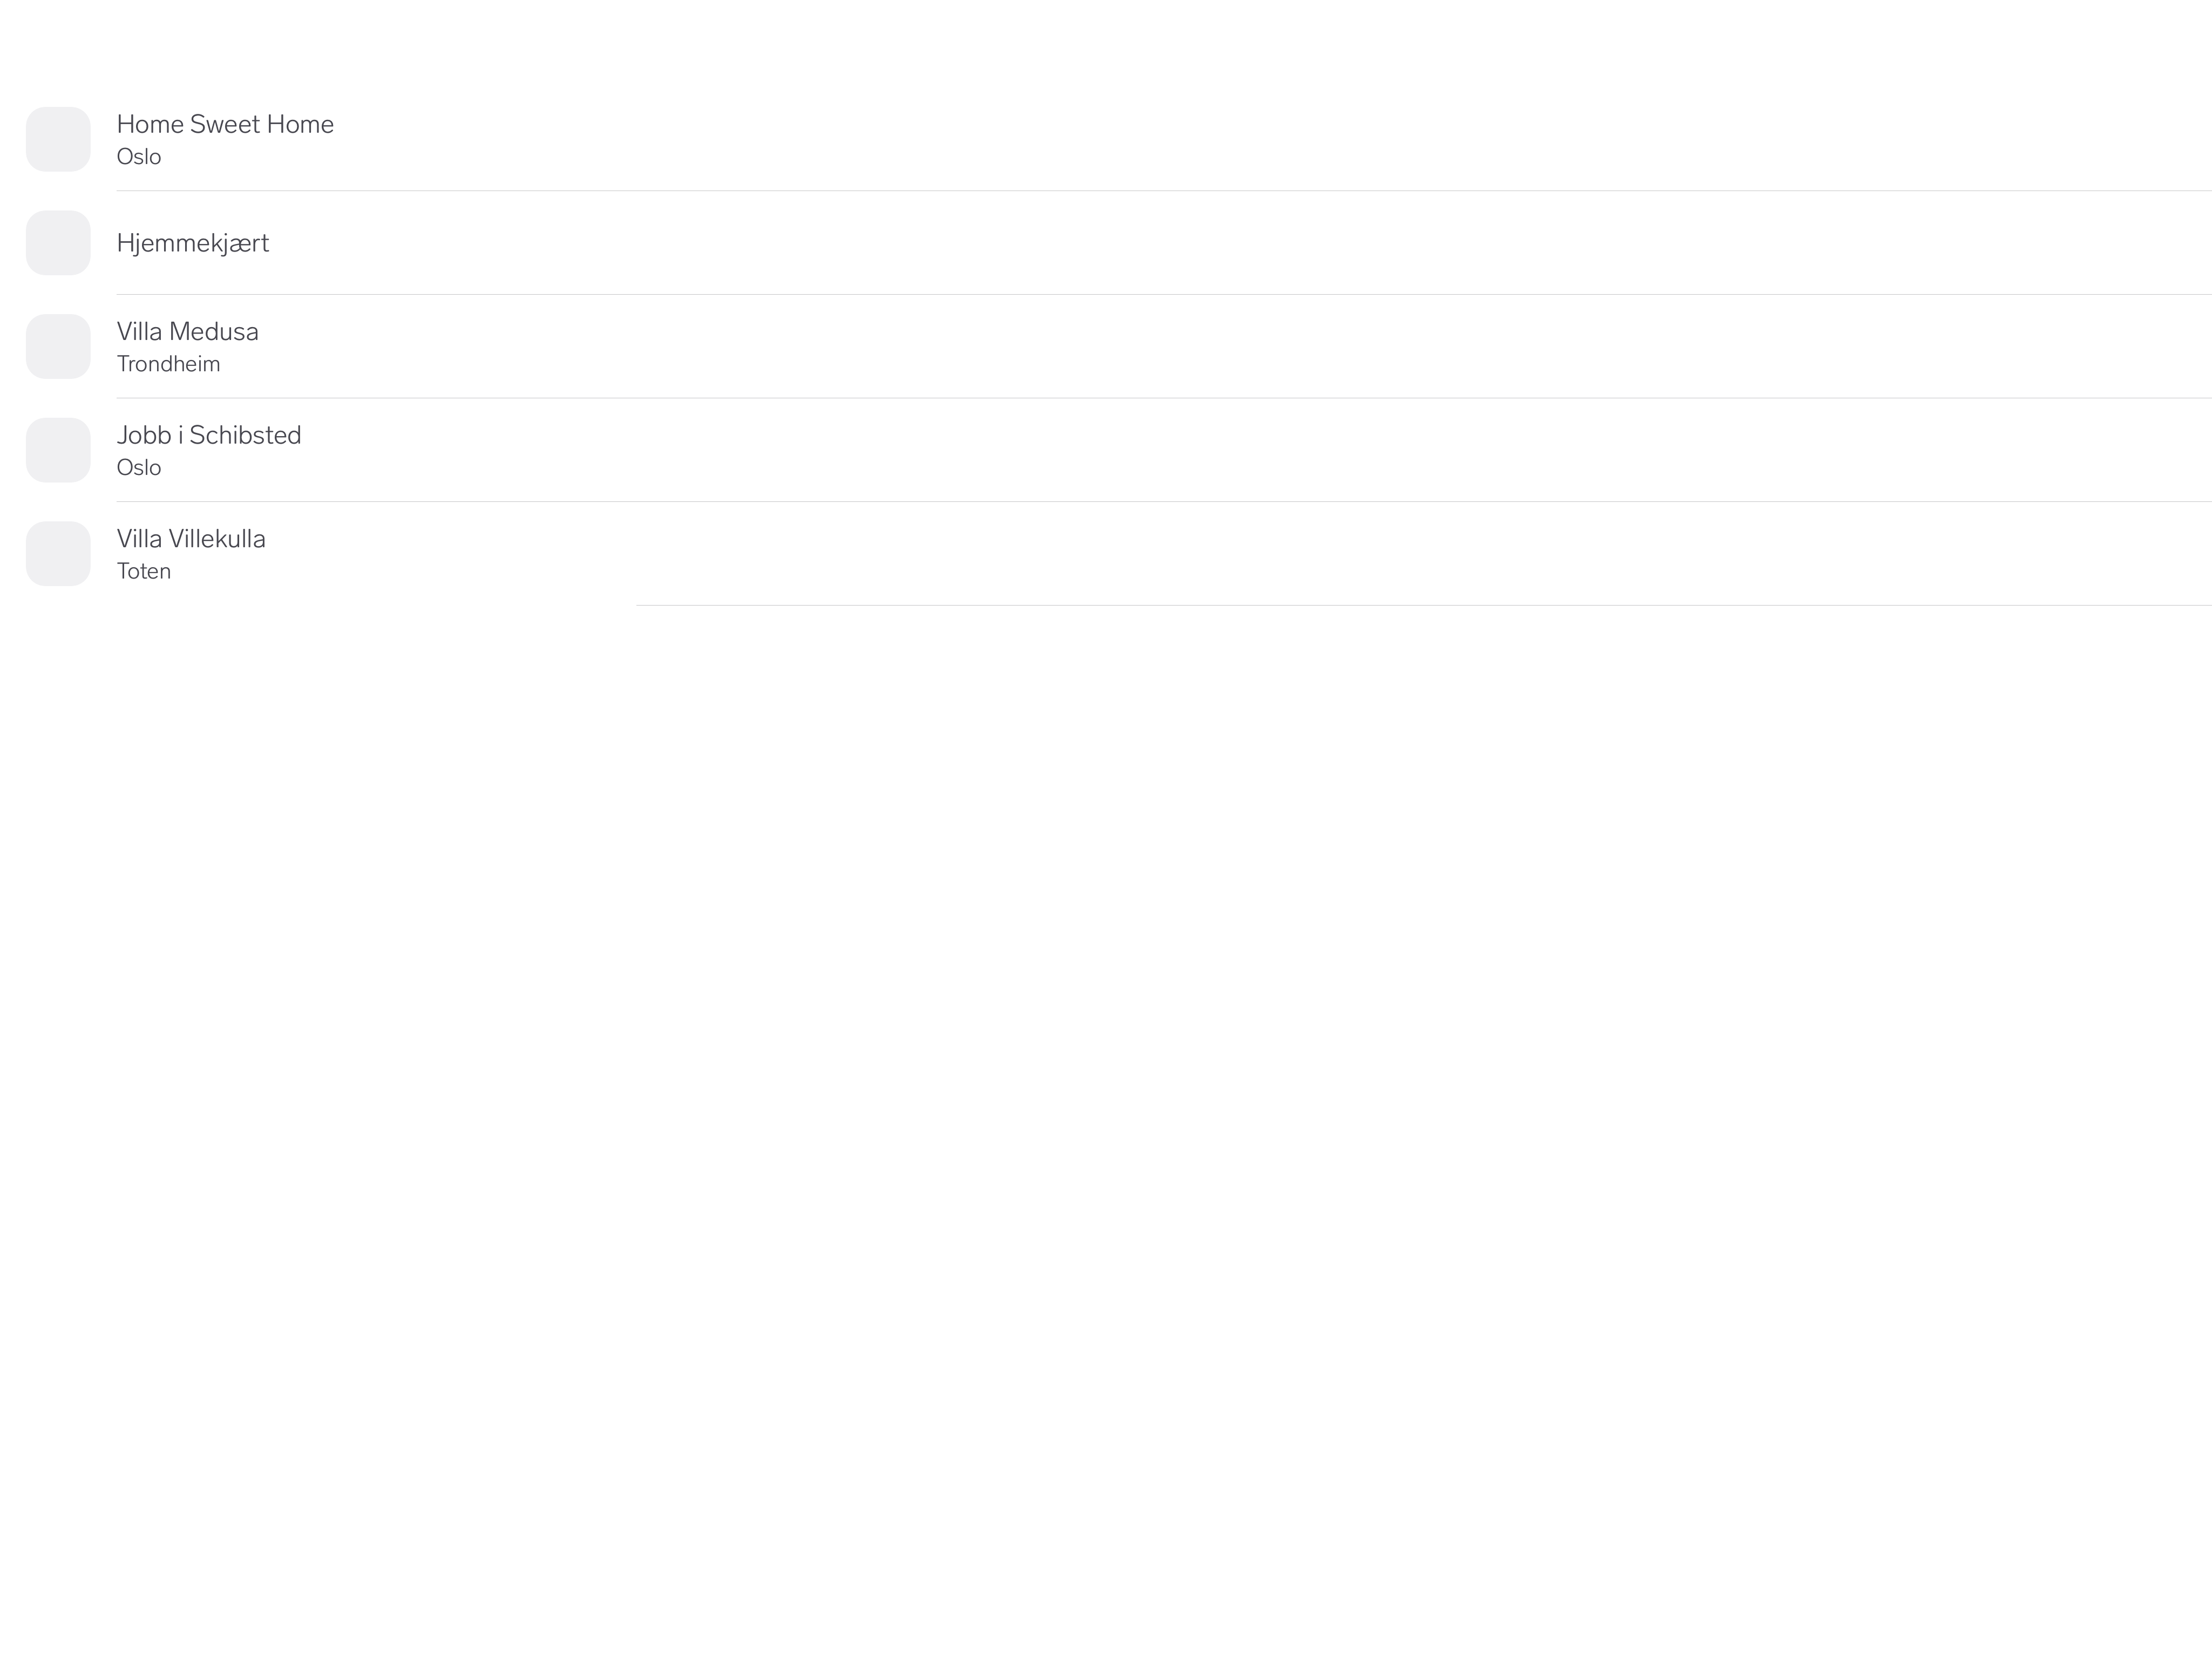 Home Sweet Home
Oslo
Hjemmekjært
Villa Medusa
Trondheim
Jobb i Schibsted
Oslo
Villa Villekulla
Toten